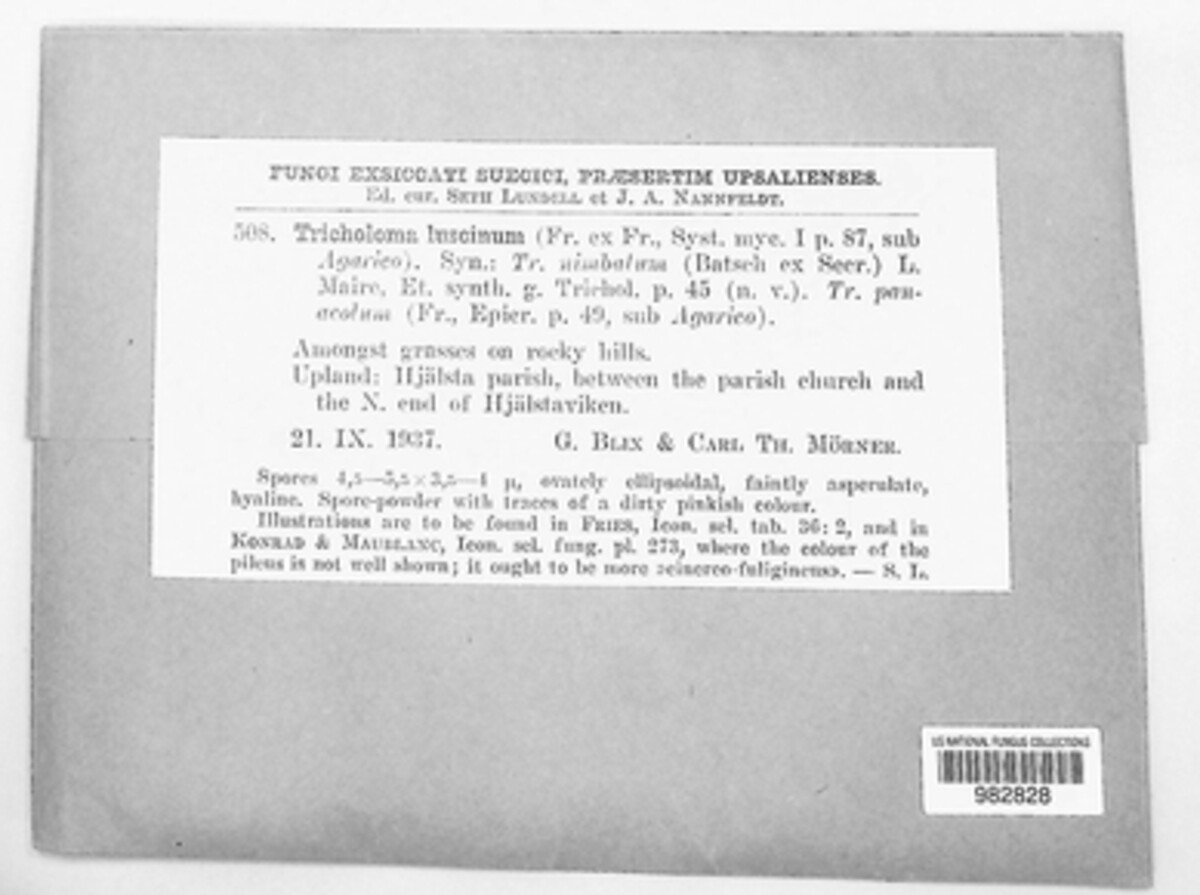 FUNGI EXSICCATI SUECICI, PRÆSERTIM UPSALIENSES.
Ed. cur. SETH LUNDELL et J. A. NANNFELDT.
508. Tricholoma luscinum (Fr. ex Fr., Syst. myc. I p. 87, sub
Agarico). Syn.: Tr. nimbatum (Batsch ex Secr.) L.
Maire, Et. synth. g. Trichol. p. 45 (n. v.). Tr. pan-
aeolum (Fr., Epicr. p. 49, sub Agarico).
Amongst grasses on rocky hills.
Upland: Hjälsta parish, between the parish church and
the N. end of Hjälstaviken.
21. IX. 1937. G. BLIX & CARL TH. MÖRNER.
Spores 4,5—5,5 × 3,5—4 µ, ovately ellipsoidal, faintly asperulate,
hyaline. Spore-powder with traces of a dirty pinkish colour.
Illustrations are to be found in FRIES, Icon. sel. tab. 36: 2, and in
KONRAD & MAUBLANC, Icon. sel. fung. pl. 273, where the colour of the
pileus is not well shown; it ought to be more »cinereo-fuligineus». — S. L.
US NATIONAL FUNGUS COLLECTIONS
982828